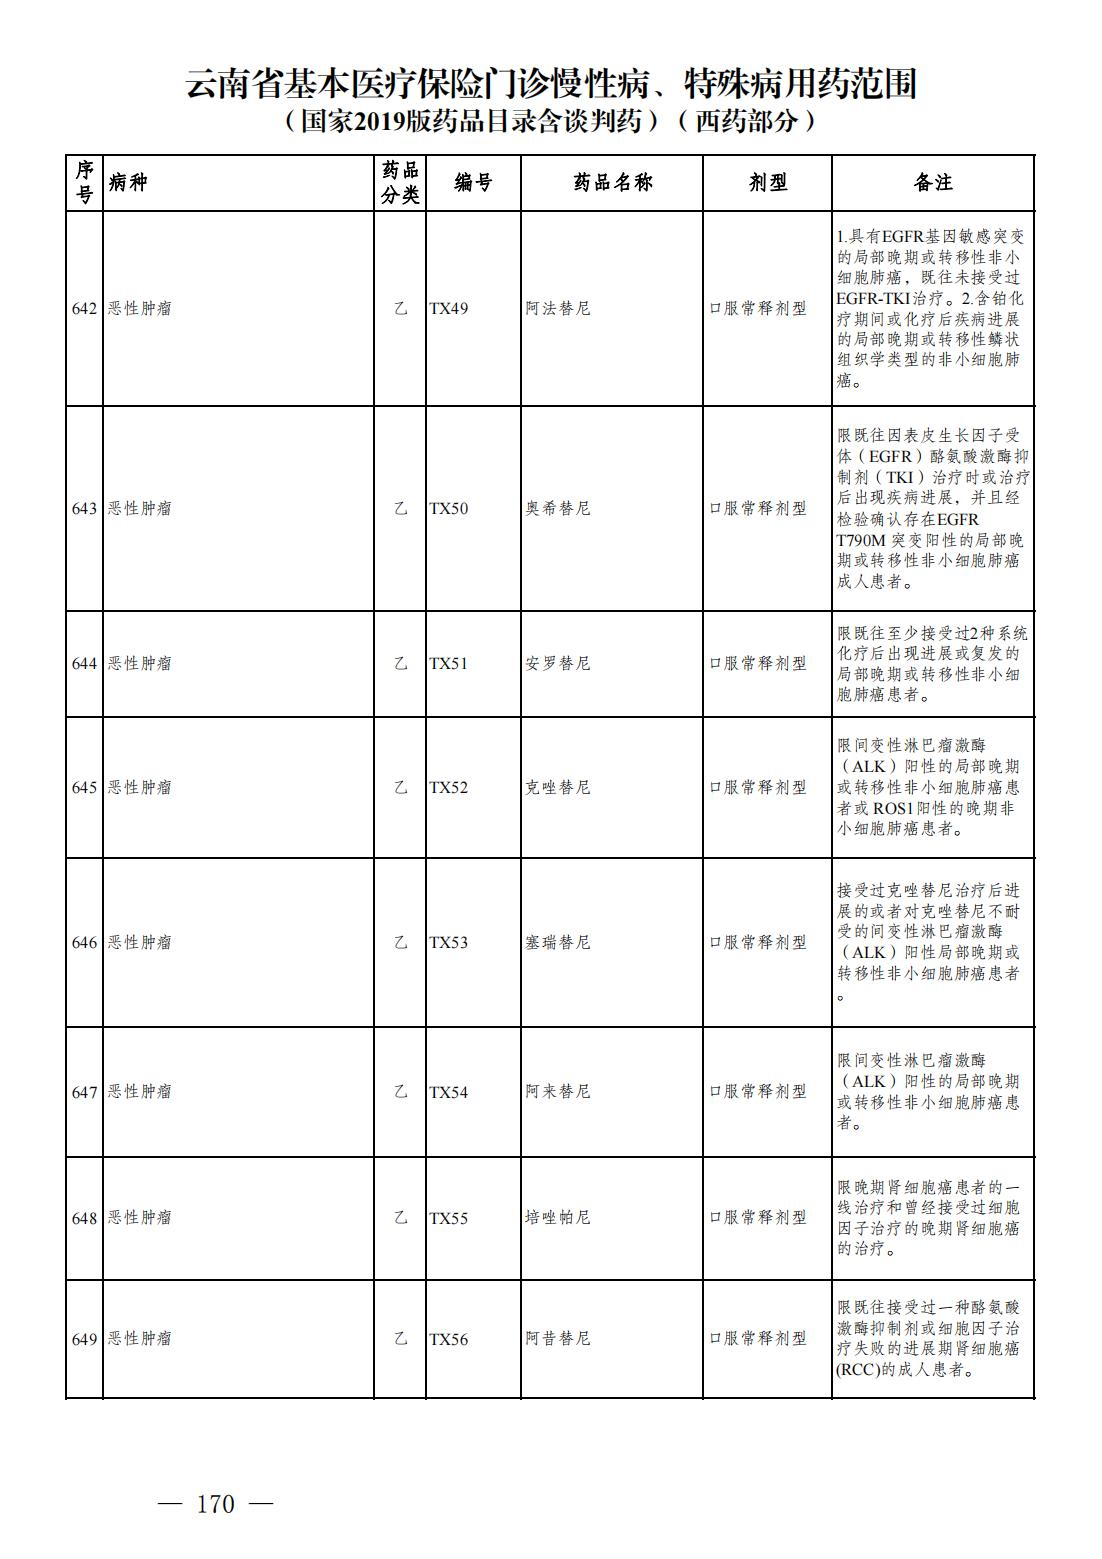 云南省基本医疗保险门诊慢性病、特殊病用药范围
（国家2019版药品目录含谈判药）（西药部分）
序号 病种 药品分类 编号 药品名称 剂型 备注
642 恶性肿瘤 乙 TX49 阿法替尼 口服常释剂型
1.具有EGFR基因敏感突变
的局部晚期或转移性非小
细胞肺癌，既往未接受过
EGFR-TKI治疗。2.含铂化
疗期间或化疗后疾病进展
的局部晚期或转移性鳞状
组织学类型的非小细胞肺
癌。
643 恶性肿瘤 乙 TX50 奥希替尼 口服常释剂型
限既往因表皮生长因子受
体（EGFR）酪氨酸激酶抑
制剂（TKI）治疗时或治疗
后出现疾病进展，并且经
检验确认存在EGFR
T790M 突变阳性的局部晚
期或转移性非小细胞肺癌
成人患者。
644 恶性肿瘤 乙 TX51 安罗替尼 口服常释剂型
限既往至少接受过2种系统
化疗后出现进展或复发的
局部晚期或转移性非小细
胞肺癌患者。
645 恶性肿瘤 乙 TX52 克唑替尼 口服常释剂型
限间变性淋巴瘤激酶
（ALK）阳性的局部晚期
或转移性非小细胞肺癌患
者或 ROS1阳性的晚期非
小细胞肺癌患者。
646 恶性肿瘤 乙 TX53 塞瑞替尼 口服常释剂型
接受过克唑替尼治疗后进
展的或者对克唑替尼不耐
受的间变性淋巴瘤激酶
（ALK）阳性局部晚期或
转移性非小细胞肺癌患者
。
647 恶性肿瘤 乙 TX54 阿来替尼 口服常释剂型
限间变性淋巴瘤激酶
（ALK）阳性的局部晚期
或转移性非小细胞肺癌患
者。
648 恶性肿瘤 乙 TX55 培唑帕尼 口服常释剂型
限晚期肾细胞癌患者的一
线治疗和曾经接受过细胞
因子治疗的晚期肾细胞癌
的治疗。
649 恶性肿瘤 乙 TX56 阿昔替尼 口服常释剂型
限既往接受过一种酪氨酸
激酶抑制剂或细胞因子治
疗失败的进展期肾细胞癌
(RCC)的成人患者。
— 170 —